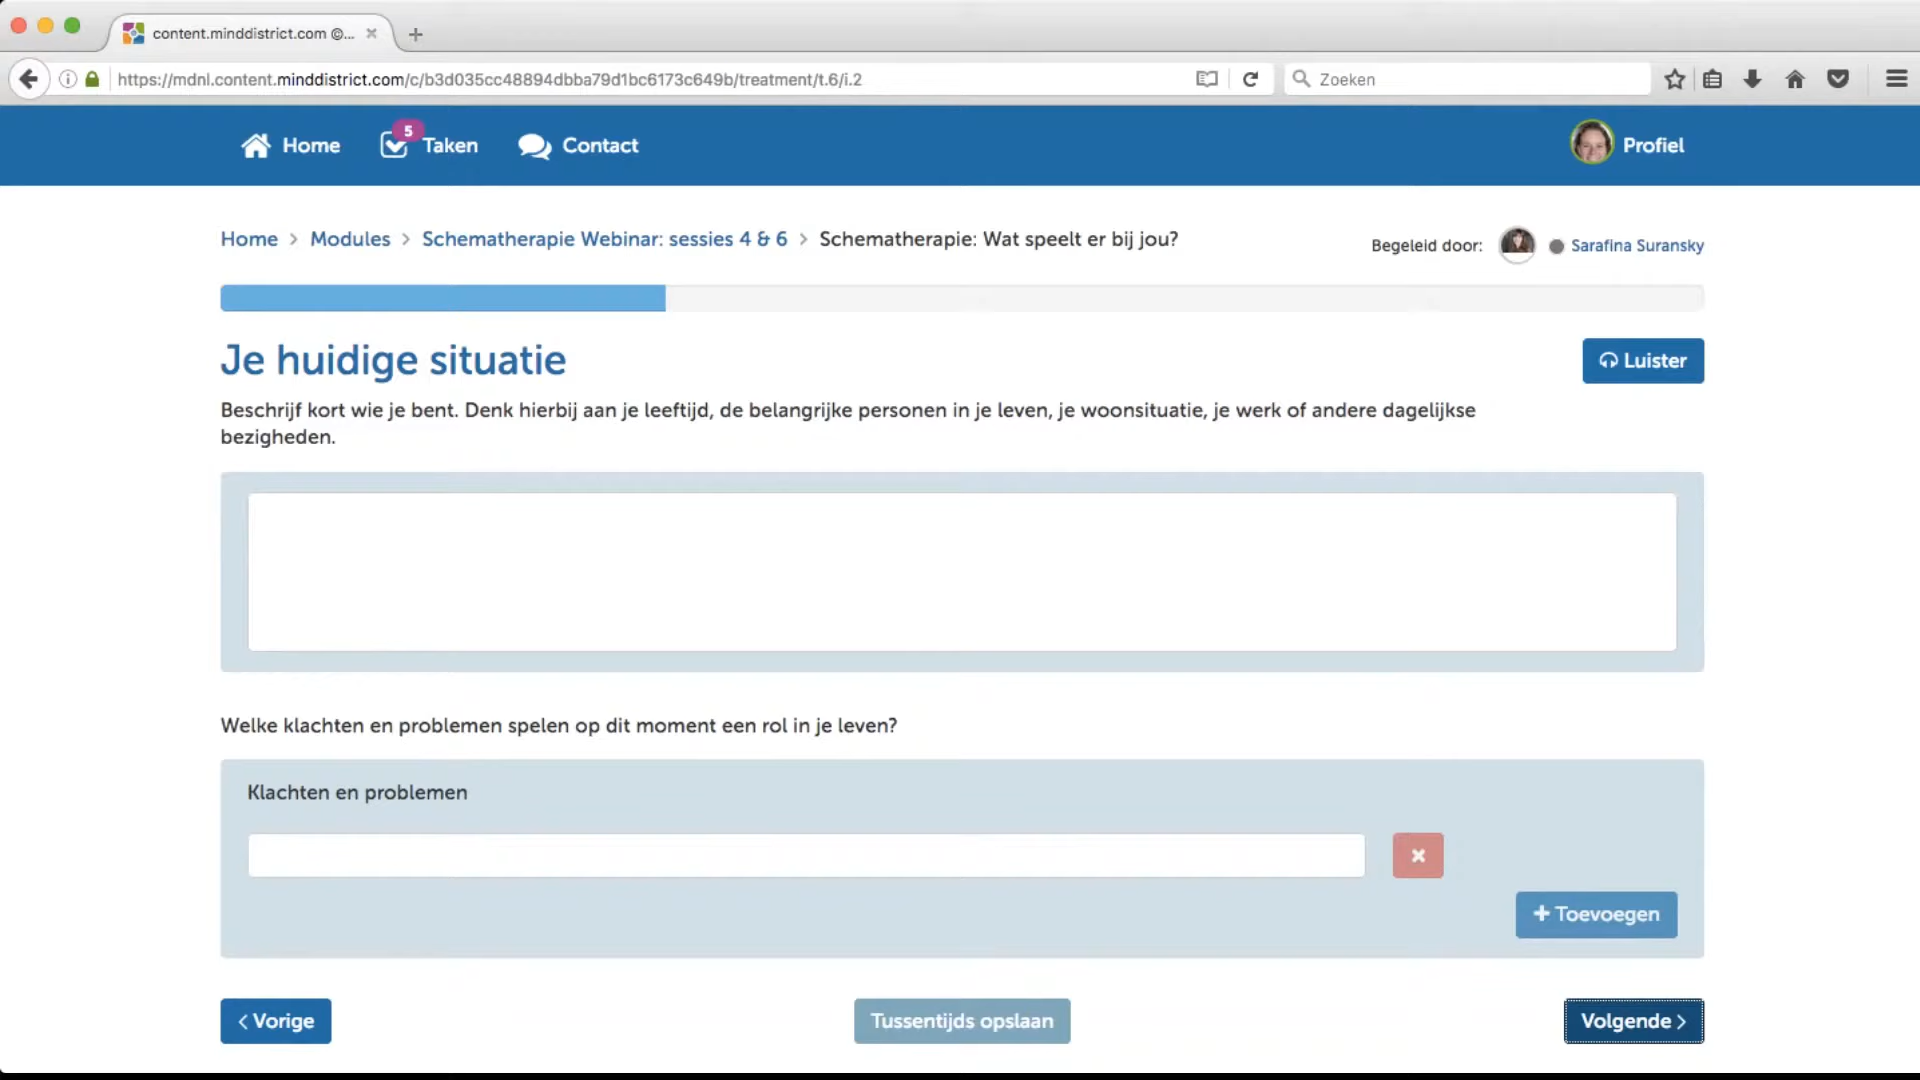 content.minddistrict.com @...
https://mdnl.content.minddistrict.com/c/b3d035cc48894dbba79d1bc6173c649b/treatment/t.6/i.2
Zoeken
Home
5
Taken
Contact
Profiel
Home > Modules > Schematherapie Webinar: sessies 4 & 6 > Schematherapie: Wat speelt er bij jou?
Begeleid door: Sarafina Suransky
Je huidige situatie
Luister
Beschrijf kort wie je bent. Denk hierbij aan je leeftijd, de belangrijke personen in je leven, je woonsituatie, je werk of andere dagelijkse
bezigheden.
Welke klachten en problemen spelen op dit moment een rol in je leven?
Klachten en problemen
+ Toevoegen
< Vorige
Tussentijds opslaan
Volgende >